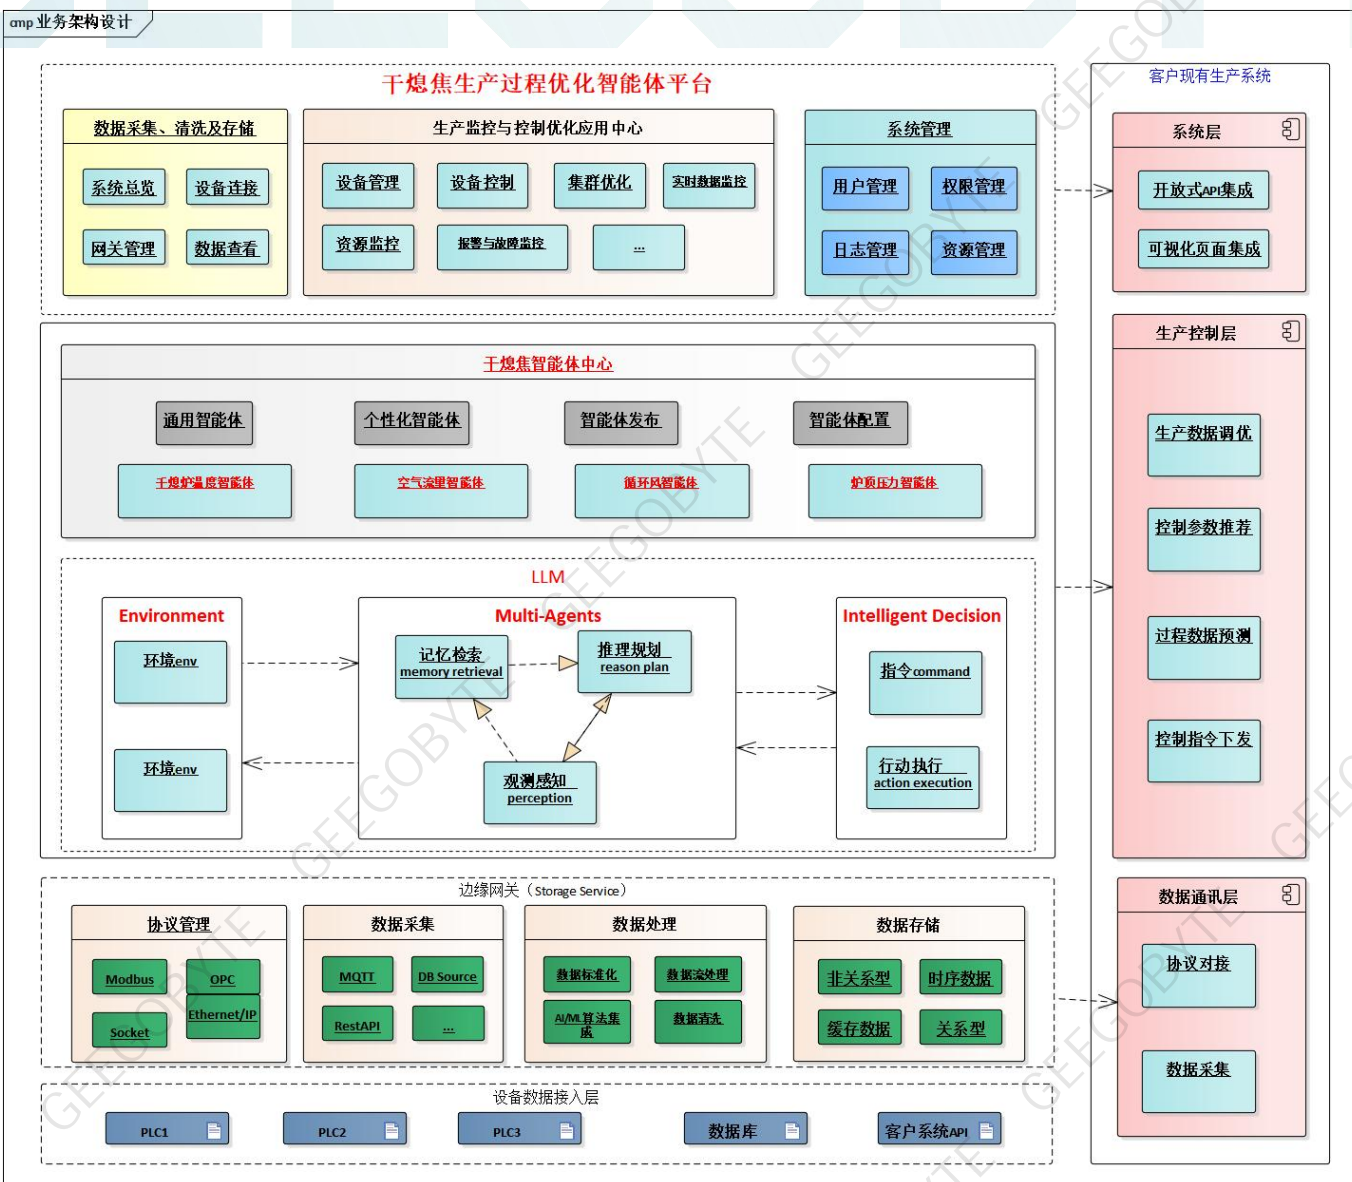 cmp 业务架构设计
干熄焦生产过程优化智能体平台
数据采集、清洗及存储
系统总览
设备连接
网关管理
数据查看
生产监控与控制优化应用中心
设备管理
设备控制
集群优化
实时数据监控
资源监控
报警与故障监控
...
系统管理
用户管理
权限管理
日志管理
资源管理
客户现有生产系统
系统层
开放式API集成
可视化页面集成
干熄焦智能体中心
通用智能体
个性化智能体
智能体发布
智能体配置
干熄炉温度智能体
空气流量智能体
循环风智能体
炉顶压力智能体
生产控制层
生产数据调优
控制参数推荐
过程数据预测
控制指令下发
LLM
Environment
环境env
环境env
Multi-Agents
记忆检索
memory retrieval
推理规划
reason plan
观测感知
perception
Intelligent Decision
指令command
行动执行
action execution
边缘网关（Storage Service）
协议管理
Modbus
OPC
Socket
Ethernet/IP
数据采集
MQTT
DB Source
RestAPI
...
数据处理
数据标准化
数据流处理
AI/ML算法集
成
数据清洗
数据存储
非关系型
时序数据
缓存数据
关系型
数据通讯层
协议对接
数据采集
设备数据接入层
PLC1
PLC2
PLC3
数据库
客户系统API
GEEGOBYTE
GEEGOBYTE
GEEGOBYTE
GEEGOBYTE
GEEGOBYTE
GEEGOBYTE
GEEGOBYTE